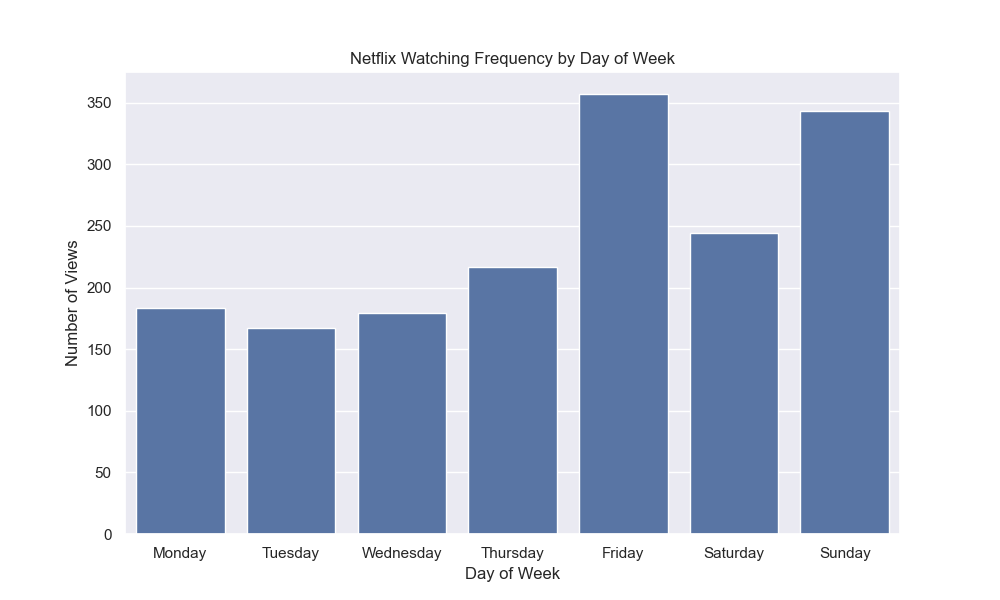 Netflix Watching Frequency by Day of Week
Number of Views
350
300
250
200
150
100
50
0
Monday Tuesday Wednesday Thursday Friday Saturday Sunday
Day of Week